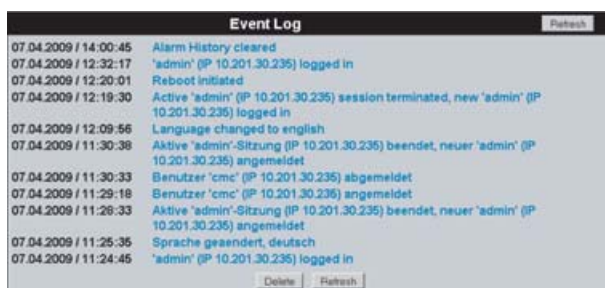 Event Log Refresh
07.04.2009 / 14:00:45 Alarm History cleared
07.04.2009 / 12:32:17 'admin' (IP 10.201.30.235) logged in
07.04.2009 / 12:20:01 Reboot initiated
07.04.2009 / 12:19:30 Active 'admin' (IP 10.201.30.235) session terminated, new 'admin' (IP
10.201.30.235) logged in
07.04.2009 / 12:09:56 Language changed to english
07.04.2009 / 11:30:38 Aktive 'admin'-Sitzung (IP 10.201.30.235) beendet, neuer 'admin' (IP
10.201.30.235) angemeldet
07.04.2009 / 11:30:33 Benutzer 'cmc' (IP 10.201.30.235) abgemeldet
07.04.2009 / 11:29:18 Benutzer 'cmc' (IP 10.201.30.235) angemeldet
07.04.2009 / 11:28:33 Aktive 'admin'-Sitzung (IP 10.201.30.235) beendet, neuer 'admin' (IP
10.201.30.235) angemeldet
07.04.2009 / 11:25:35 Sprache geaendert, deutsch
07.04.2009 / 11:24:45 'admin' (IP 10.201.30.235) logged in
Delete Refresh